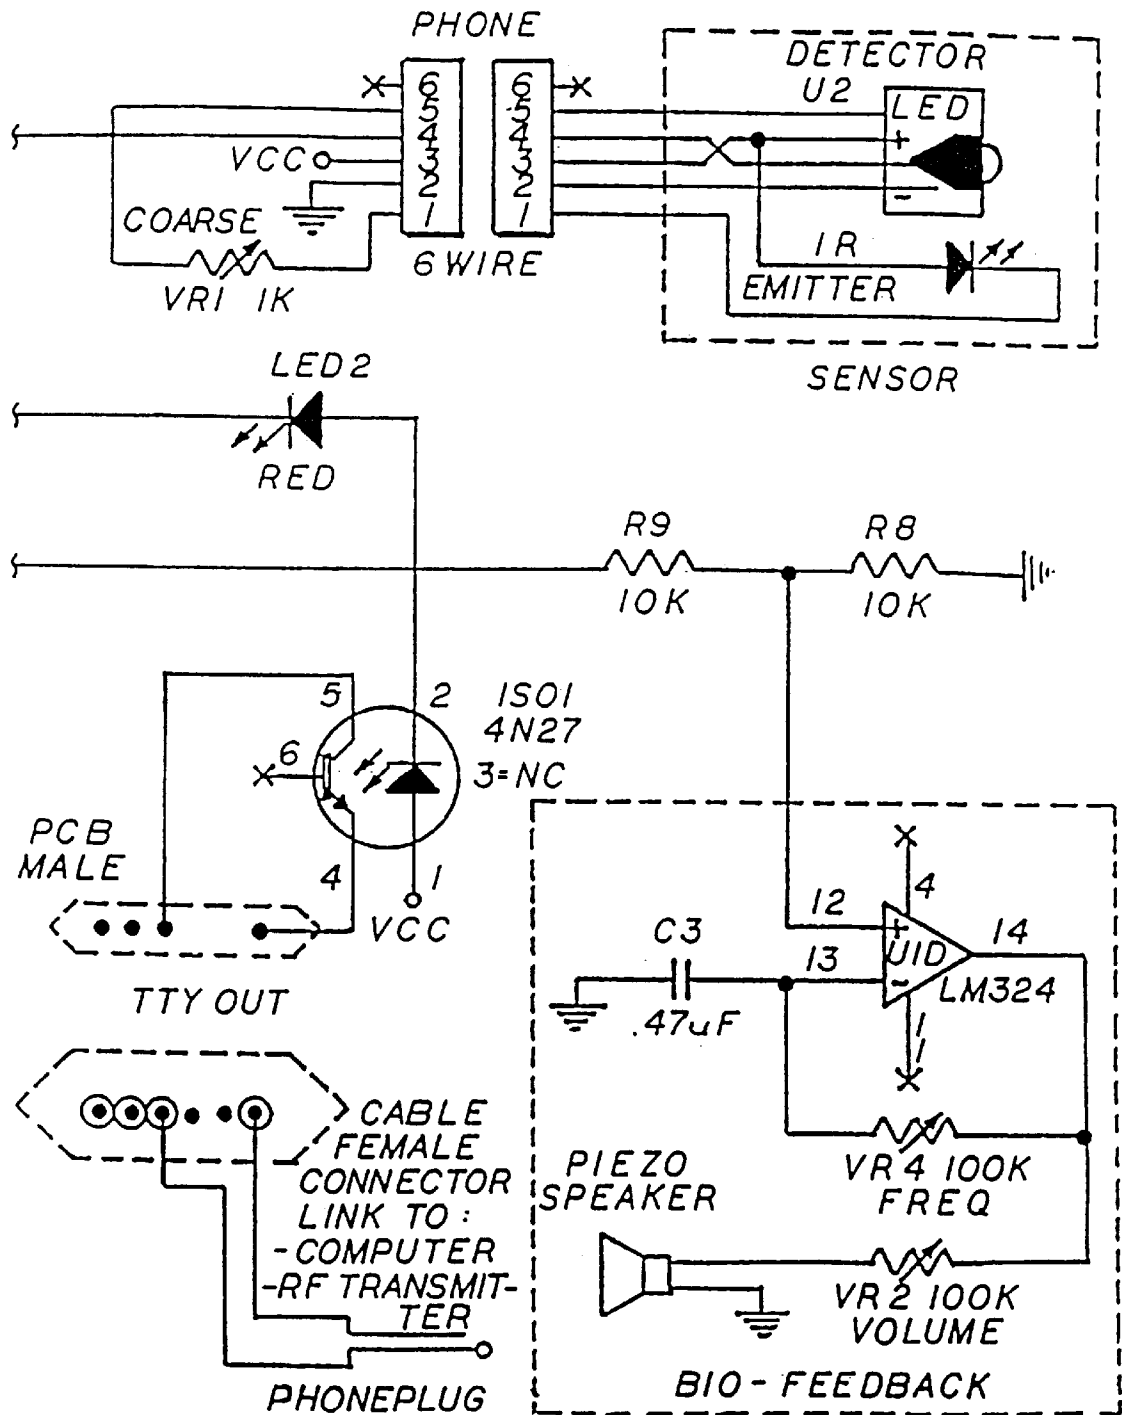 PHONE
6
5
4
3
2
1
6
5
4
3
2
1
VCC
COARSE
VR1 1K
6 WIRE
DETECTOR
U2
LED
+
-
IR
EMITTER
SENSOR
LED2
RED
R9
10K
R8
10K
5
2
ISO1
4N27
3=NC
6
4
1
VCC
PCB
MALE
TTY OUT
CABLE
FEMALE
CONNECTOR
LINK TO:
-COMPUTER
-RF TRANSMIT-
TER
PHONEPLUG
4
12
+
U1D
14
C3
13
-
LM324
.47uF
11
VR4 100K
FREQ
PIEZO
SPEAKER
VR2 100K
VOLUME
BIO-FEEDBACK